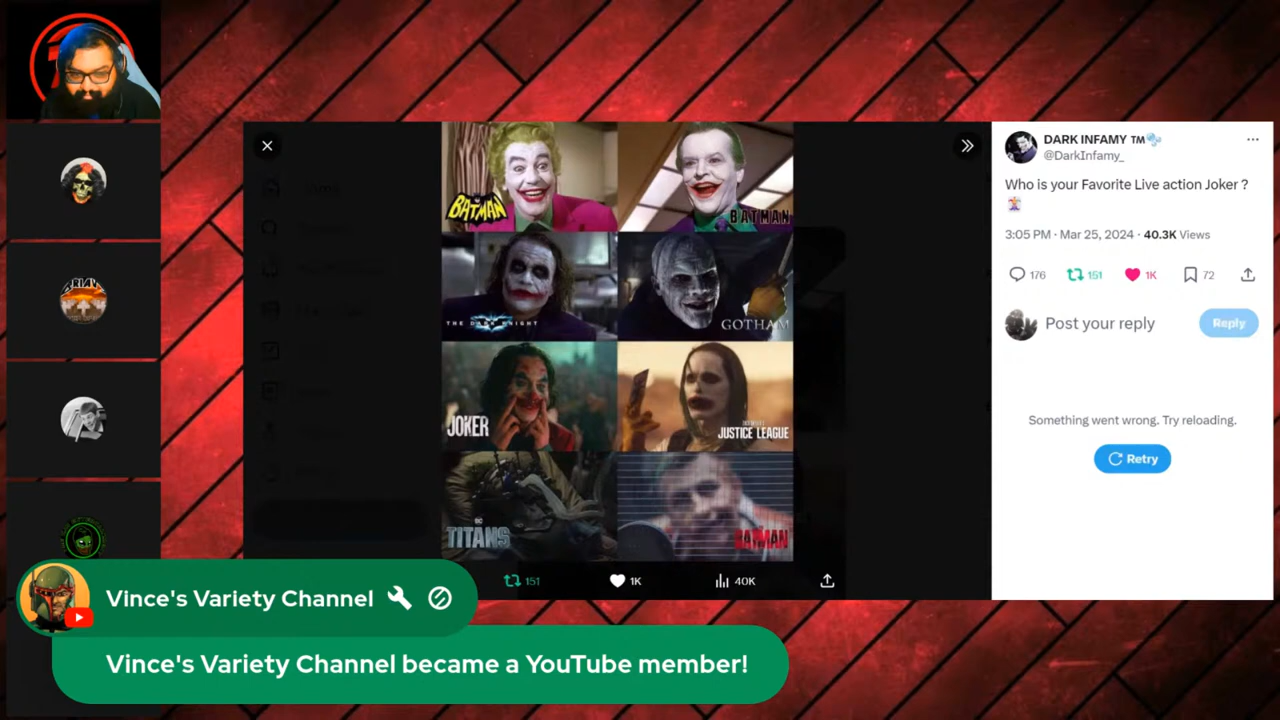 BATMAN
BATMAN
THE DARK KNIGHT
GOTHAM
JOKER
JUSTICE LEAGUE
DC
TITANS
BATMAN
151
1K
40K
DARK INFAMY TM
@DarkInfamy_
Who is your Favorite Live action Joker ?
3:05 PM · Mar 25, 2024 · 40.3K Views
176
151
1K
72
Post your reply
Reply
Something went wrong. Try reloading.
Retry
Vince's Variety Channel
Vince's Variety Channel became a YouTube member!